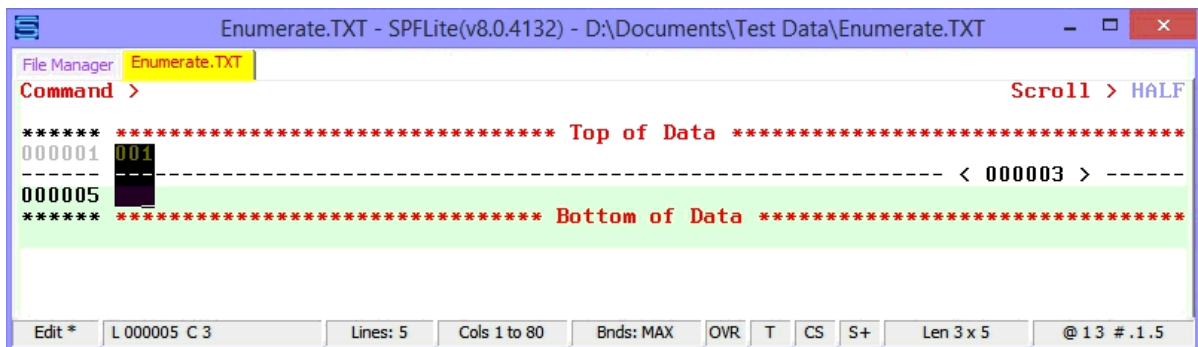 Enumerate.TXT - SPFLite(v8.0.4132) - D:\Documents\Test Data\Enumerate.TXT
File Manager Enumerate.TXT
Command > Scroll > HALF
****** ********************************* Top of Data **********************************
000001 001
------ --------------------------------------------------------------- < 000003 > ------
000005
****** ******************************** Bottom of Data ********************************
Edit * L 000005 C 3 Lines: 5 Cols 1 to 80 Bnds: MAX OVR T CS S+ Len 3 x 5 @ 1 3 # .1 .5